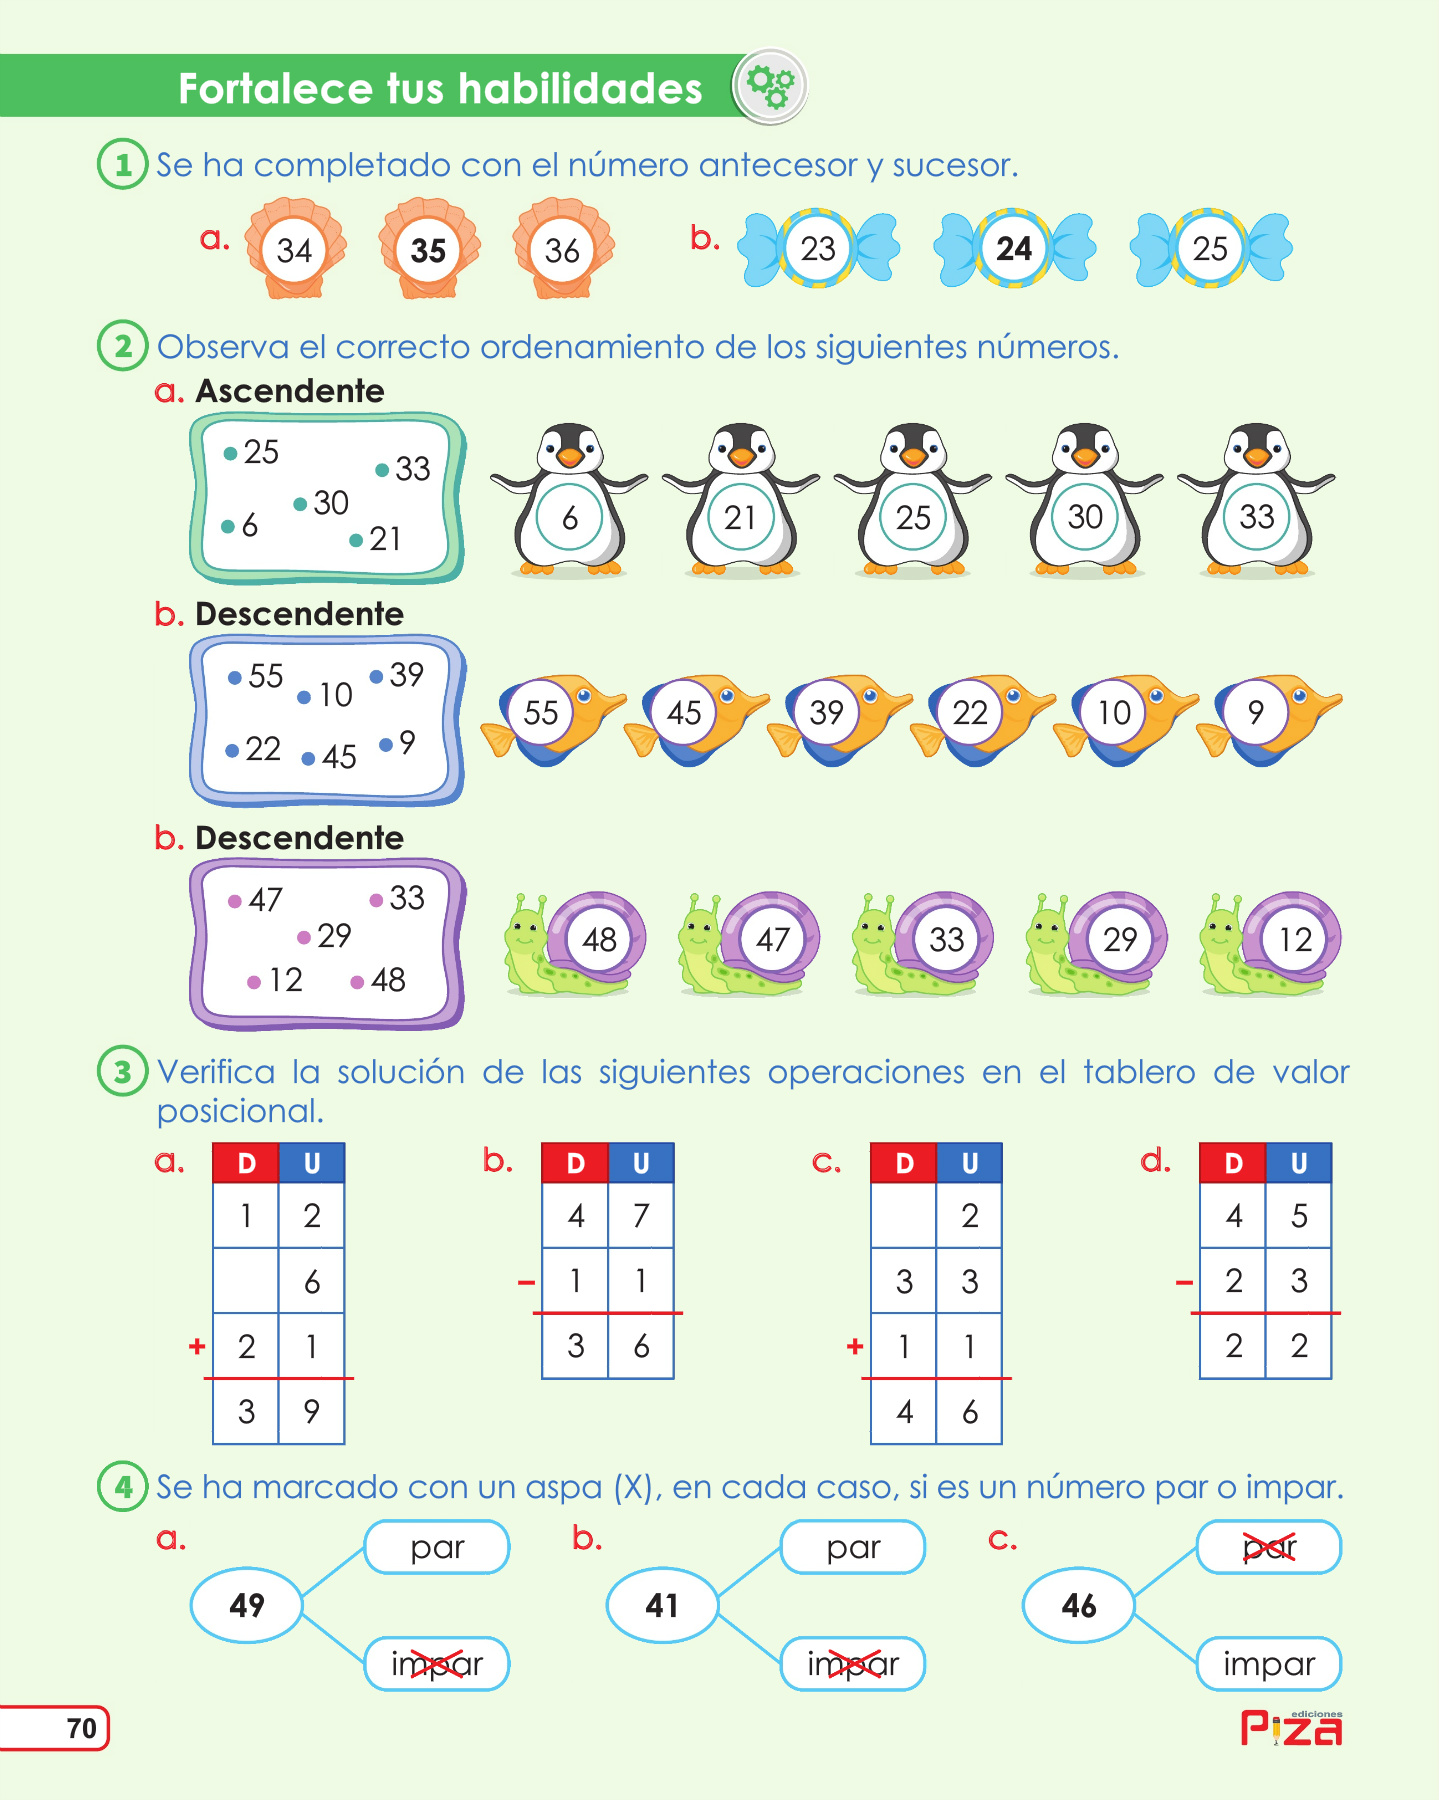 Fortalece tus habilidades
1 Se ha completado con el número antecesor y sucesor.
a. 34 35 36 b. 23 24 25
2 Observa el correcto ordenamiento de los siguientes números.
a. Ascendente
25 33 30 6 21
6 21 25 30 33
b. Descendente
55 10 39 22 45 9
55 45 39 22 10 9
b. Descendente
47 33 29 12 48
48 47 33 29 12
3 Verifica la solución de las siguientes operaciones en el tablero de valor
posicional.
a. D U
1 2
6
+ 2 1
3 9
b. D U
4 7
– 1 1
3 6
c. D U
2
3 3
+ 1 1
4 6
d. D U
4 5
– 2 3
2 2
4 Se ha marcado con un aspa (X), en cada caso, si es un número par o impar.
a. 49 par impar
b. 41 par impar
c. 46 par impar
70
ediciones
Piza